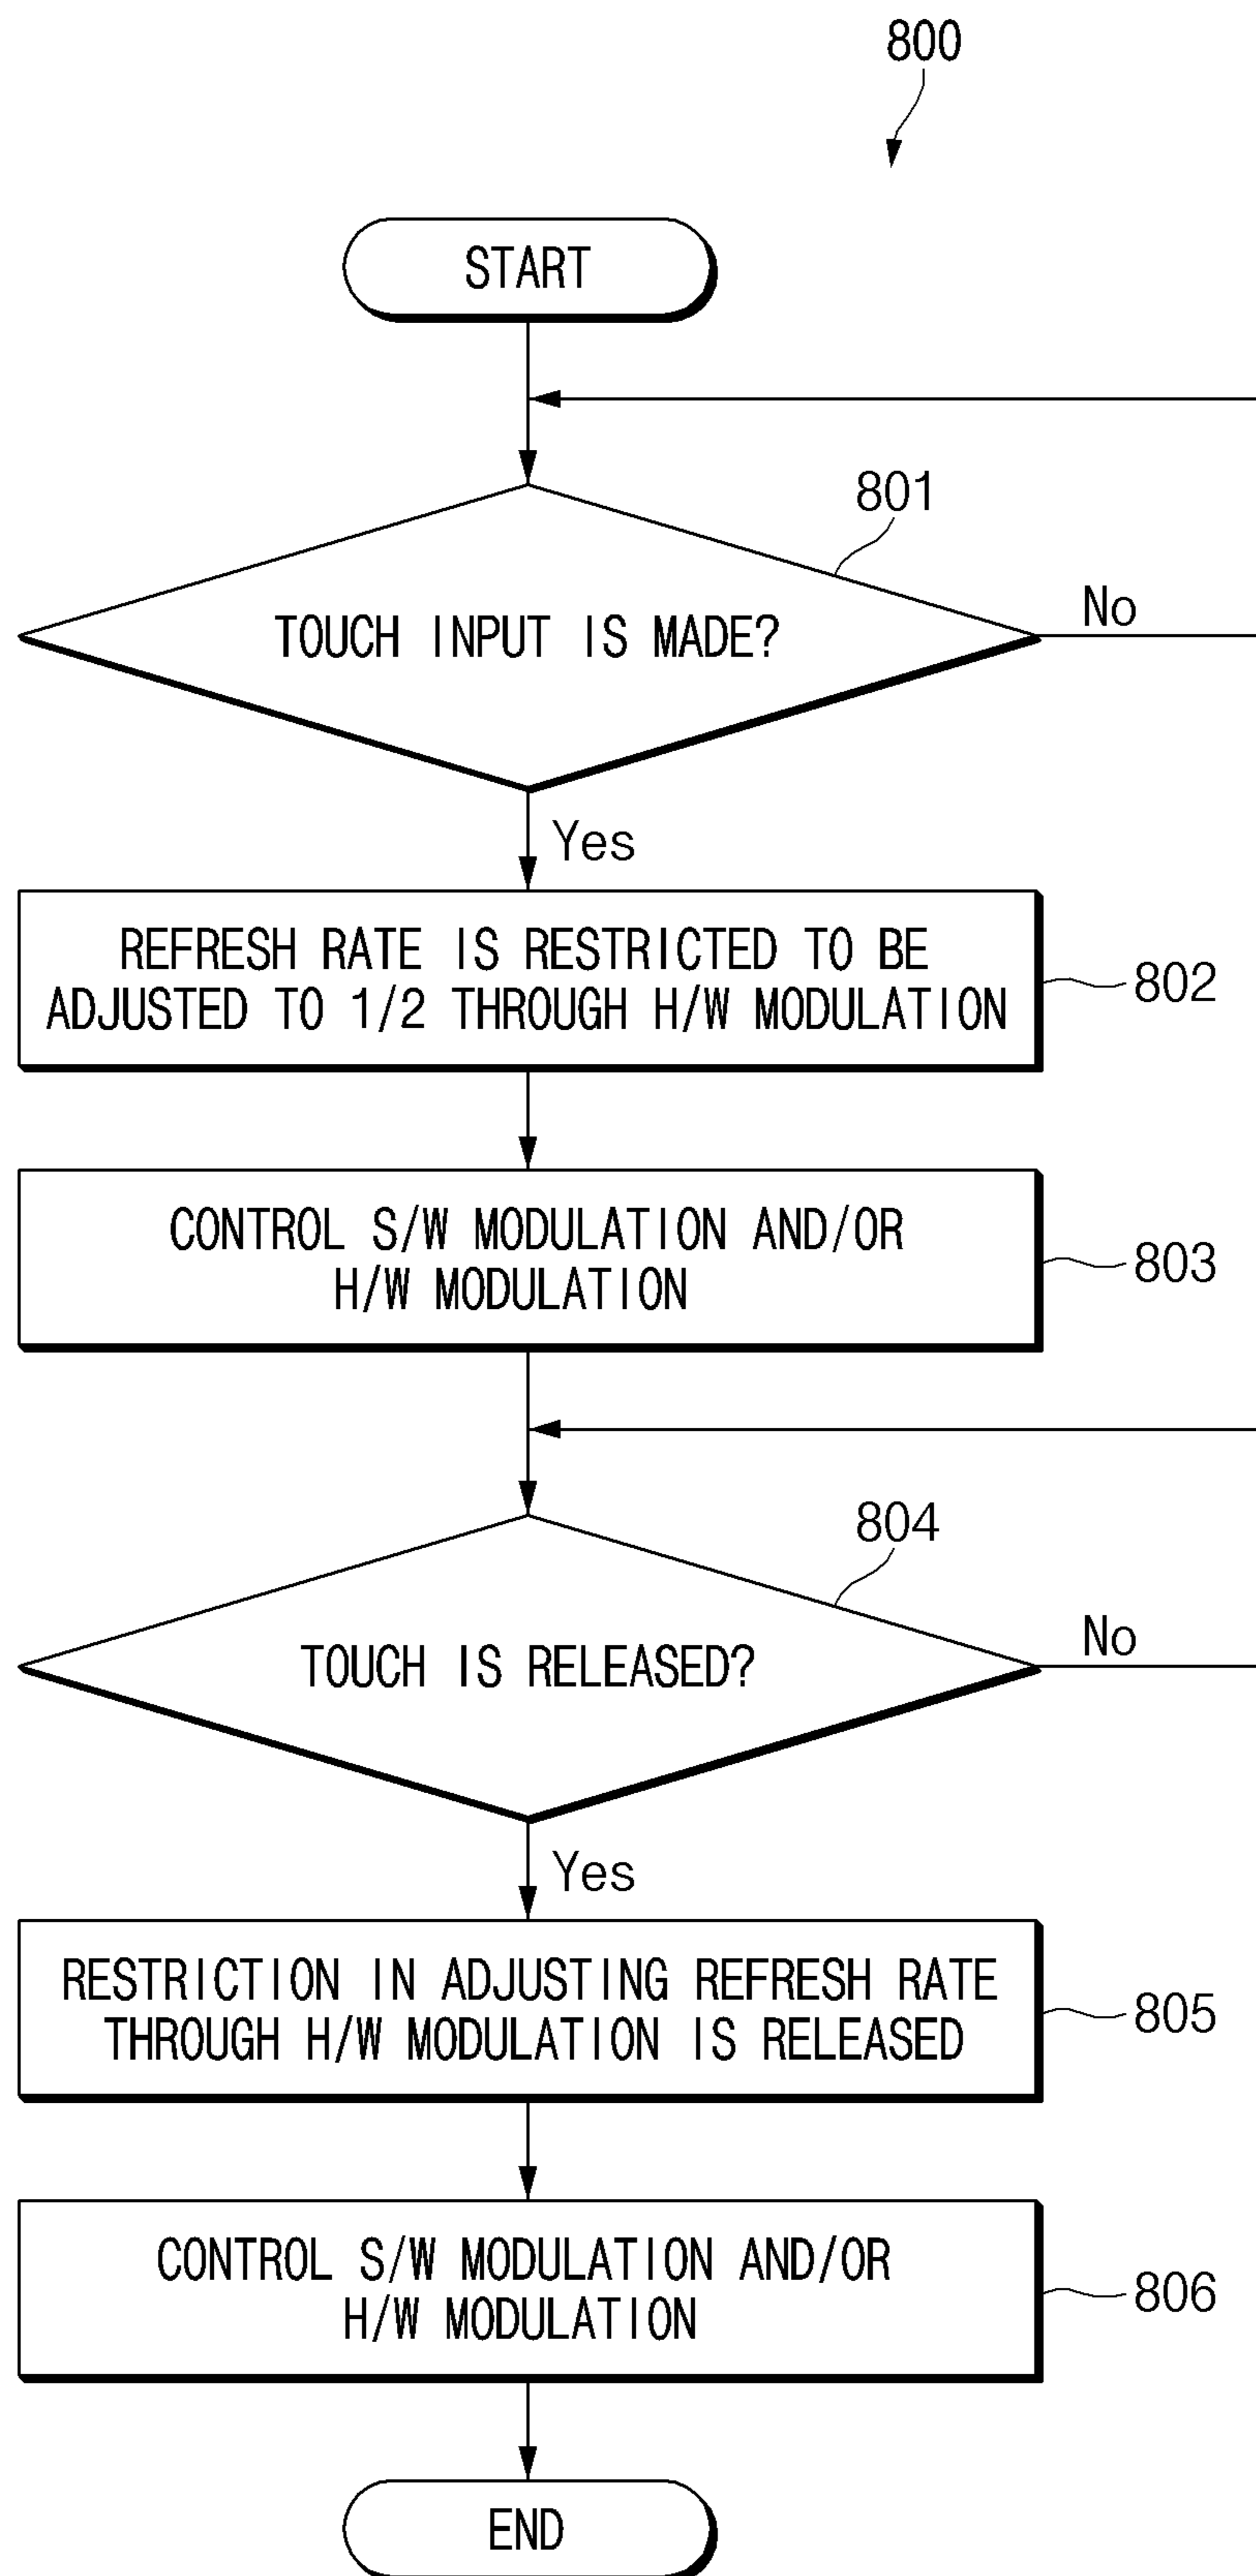 800
START
801
TOUCH INPUT IS MADE?
No
Yes
REFRESH RATE IS RESTRICTED TO BE
ADJUSTED TO 1/2 THROUGH H/W MODULATION
802
CONTROL S/W MODULATION AND/OR
H/W MODULATION
803
804
TOUCH IS RELEASED?
No
Yes
RESTRICTION IN ADJUSTING REFRESH RATE
THROUGH H/W MODULATION IS RELEASED
805
CONTROL S/W MODULATION AND/OR
H/W MODULATION
806
END